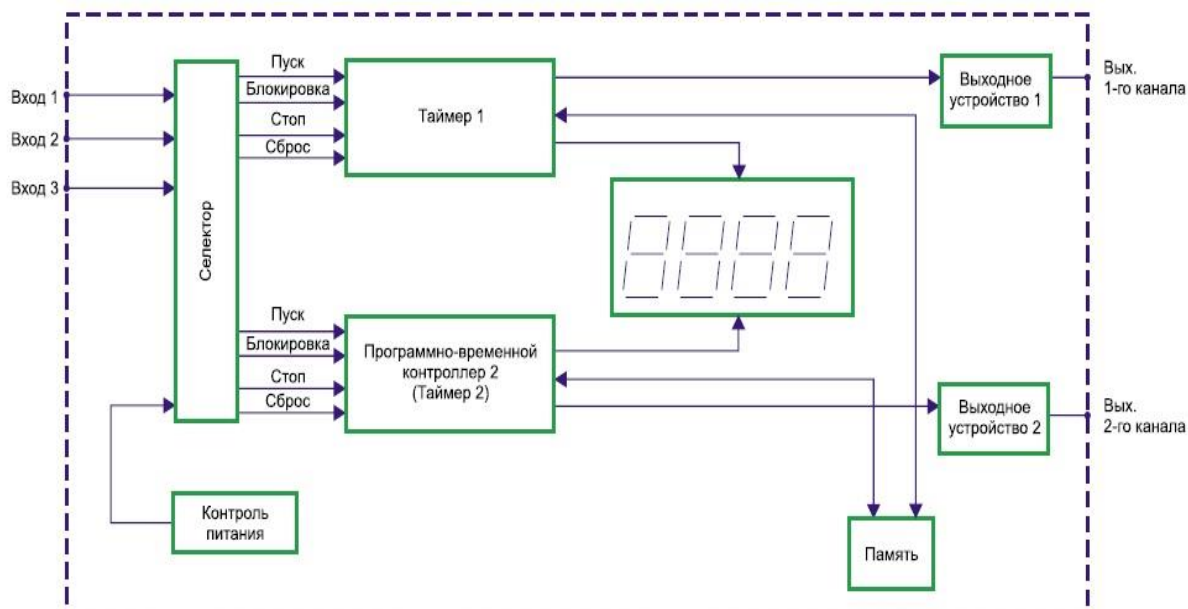 Вход 1
Вход 2
Вход 3
Селектор
Пуск
Блокировка
Стоп
Сброс
Таймер 1
Выходное
устройство 1
Вых.
1-го канала
Пуск
Блокировка
Стоп
Сброс
Программно-временной
контроллер 2
(Таймер 2)
Выходное
устройство 2
Вых.
2-го канала
Контроль
питания
Память